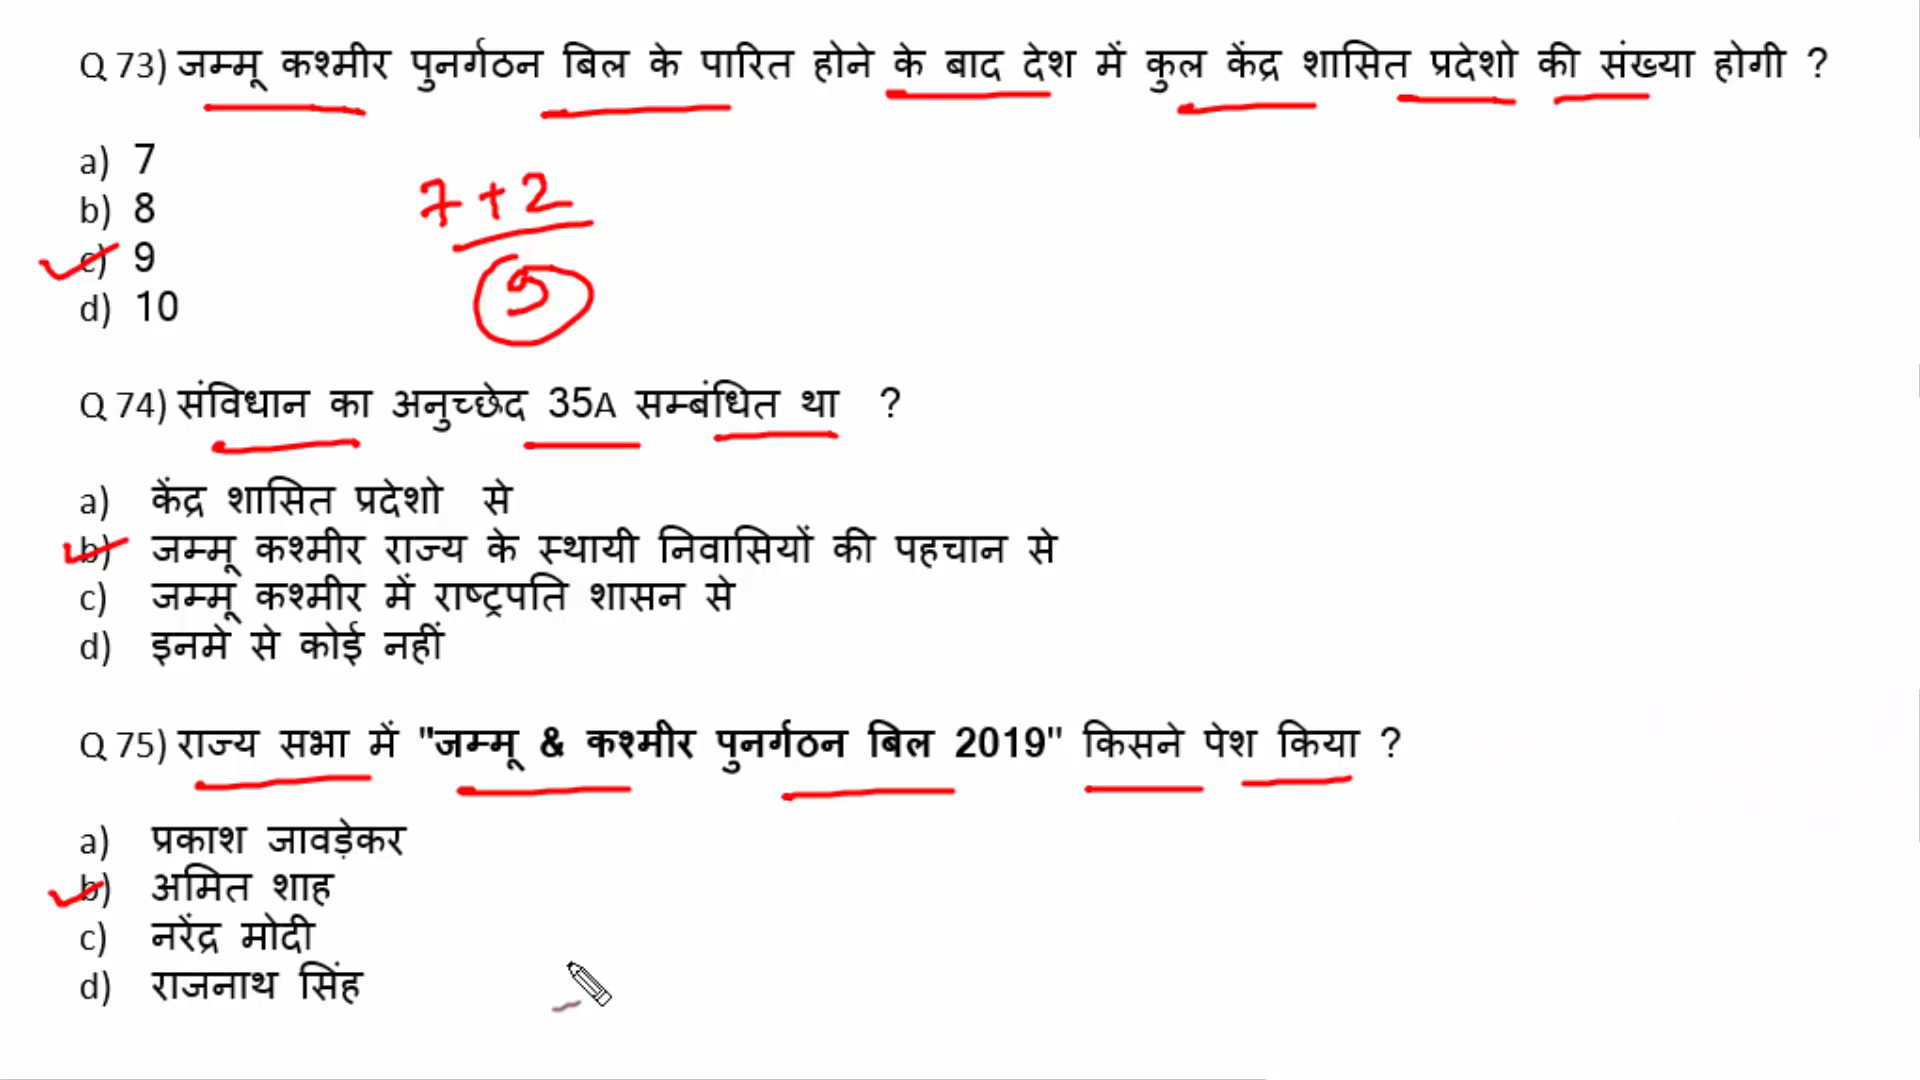 Q 73) जम्मू कश्मीर पुनर्गठन बिल के पारित होने के बाद देश में कुल केंद्र शासित प्रदेशो की संख्या होगी ?
a) 7
b) 8
c) 9
d) 10
7 + 2
9
Q 74) संविधान का अनुच्छेद 35A सम्बंधित था ?
a) केंद्र शासित प्रदेशो से
b) जम्मू कश्मीर राज्य के स्थायी निवासियों की पहचान से
c) जम्मू कश्मीर में राष्ट्रपति शासन से
d) इनमे से कोई नहीं
Q 75) राज्य सभा में "जम्मू & कश्मीर पुनर्गठन बिल 2019" किसने पेश किया ?
a) प्रकाश जावड़ेकर
b) अमित शाह
c) नरेंद्र मोदी
d) राजनाथ सिंह